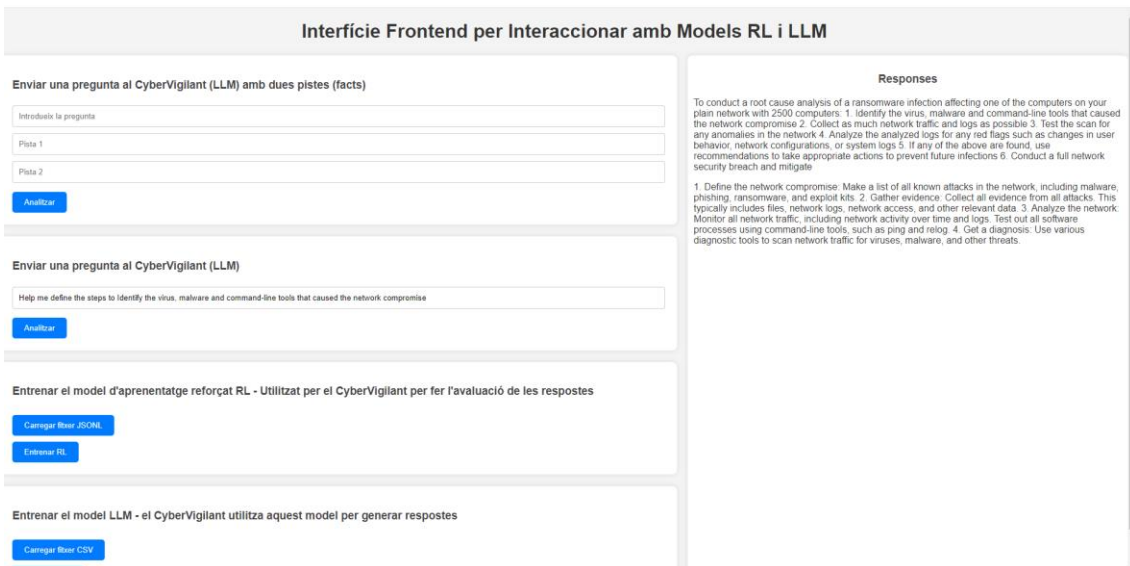 Interfície Frontend per Interaccionar amb Models RL i LLM
Enviar una pregunta al CyberVigilant (LLM) amb dues pistes (facts)
Introdueix la pregunta
Pista 1
Pista 2
Analitzar
Enviar una pregunta al CyberVigilant (LLM)
Help me define the steps to Identify the virus, malware and command-line tools that caused the network compromise
Analitzar
Entrenar el model d'aprenentatge reforçat RL - Utilitzat per el CyberVigilant per fer l'avaluació de les respostes
Carregar fitxer JSONL
Entrenar RL
Entrenar el model LLM - el CyberVigilant utilitza aquest model per generar respostes
Carregar fitxer CSV
Responses
To conduct a root cause analysis of a ransomware infection affecting one of the computers on your
plain network with 2500 computers: 1. Identify the virus, malware and command-line tools that caused
the network compromise 2. Collect as much network traffic and logs as possible 3. Test the scan for
any anomalies in the network 4. Analyze the analyzed logs for any red flags such as changes in user
behavior, network configurations, or system logs 5. If any of the above are found, use
recommendations to take appropriate actions to prevent future infections 6. Conduct a full network
security breach and mitigate
1. Define the network compromise: Make a list of all known attacks in the network, including malware,
phishing, ransomware, and exploit kits. 2. Gather evidence: Collect all evidence from all attacks. This
typically includes files, network logs, network access, and other relevant data. 3. Analyze the network:
Monitor all network traffic, including network activity over time and logs. Test out all software
processes using command-line tools, such as ping and relog. 4. Get a diagnosis: Use various
diagnostic tools to scan network traffic for viruses, malware, and other threats.